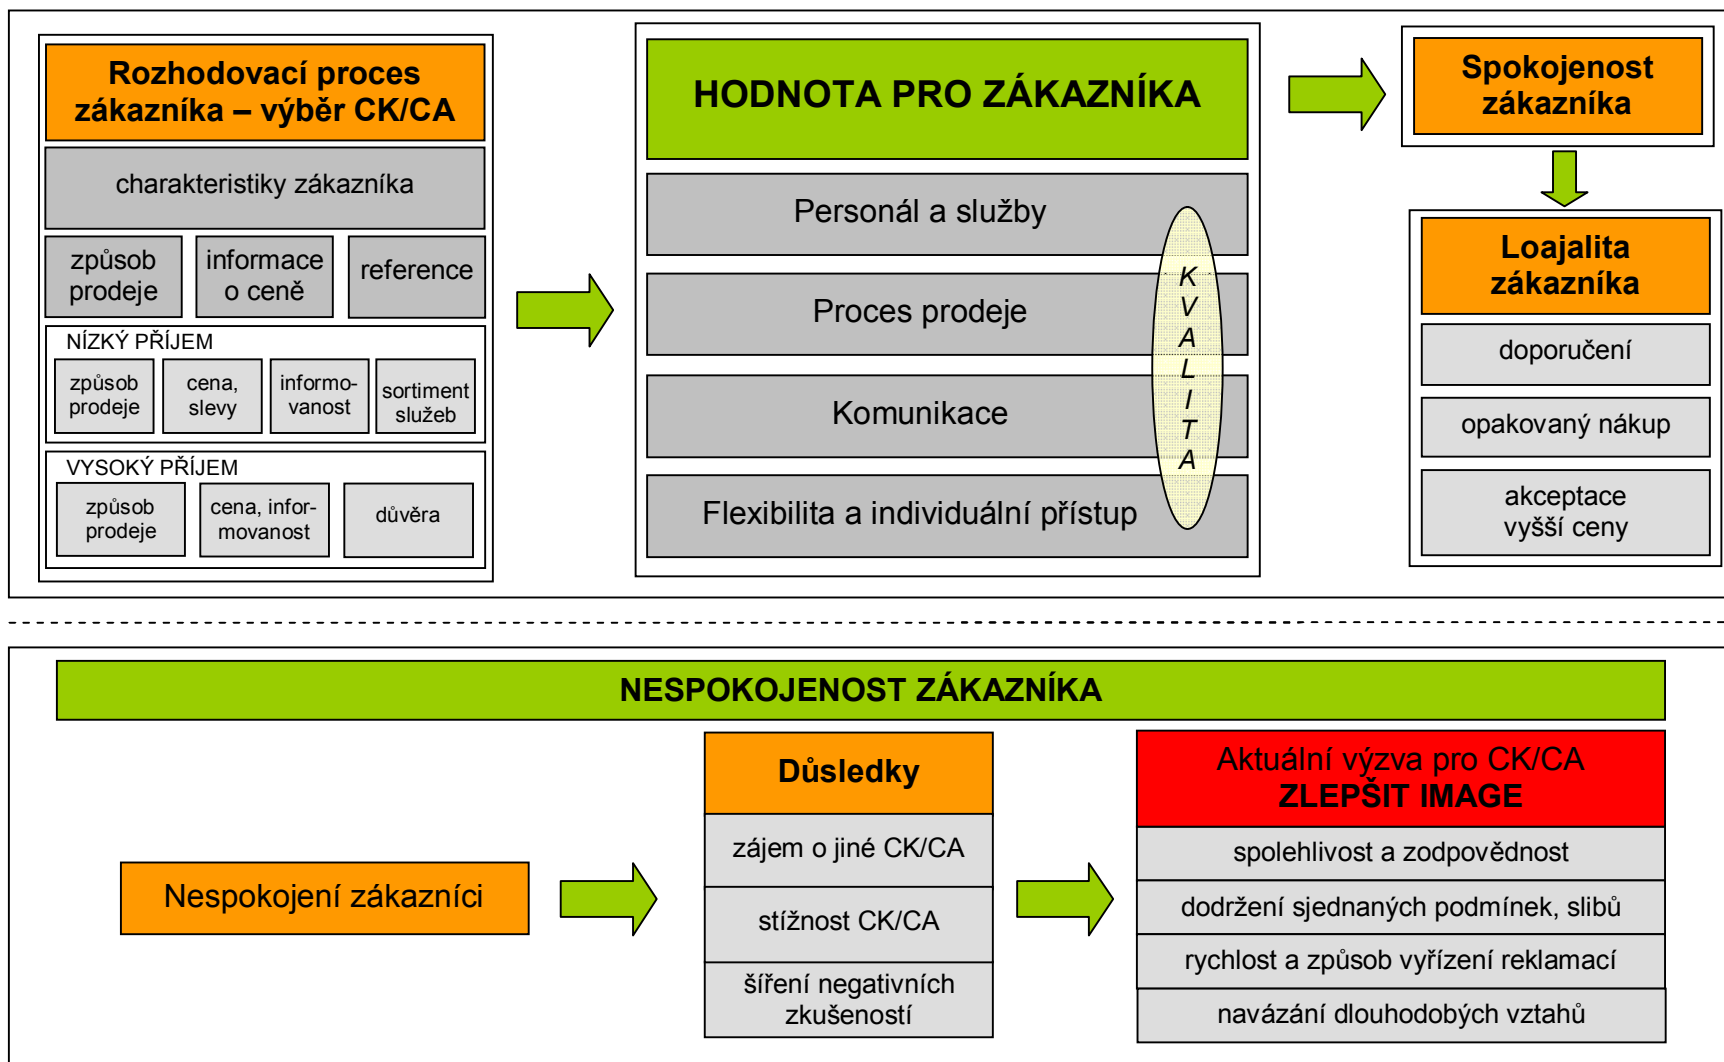 Rozhodovací proces
zákazníka – výběr CK/CA
charakteristiky zákazníka
způsob
prodeje
informace
o ceně
reference
NÍZKÝ PŘÍJEM
způsob
prodeje
cena,
slevy
informo-
vanost
sortiment
služeb
VYSOKÝ PŘÍJEM
způsob
prodeje
cena, infor-
movanost
důvěra
HODNOTA PRO ZÁKAZNÍKA
Personál a služby
Proces prodeje
Komunikace
Flexibilita a individuální přístup
K
V
A
L
I
T
A
Spokojenost
zákazníka
Loajalita
zákazníka
doporučení
opakovaný nákup
akceptace
vyšší ceny
NESPOKOJENOST ZÁKAZNÍKA
Nespokojení zákazníci
Důsledky
zájem o jiné CK/CA
stížnost CK/CA
šíření negativních
zkušeností
Aktuální výzva pro CK/CA
ZLEPŠIT IMAGE
spolehlivost a zodpovědnost
dodržení sjednaných podmínek, slibů
rychlost a způsob vyřízení reklamací
navázání dlouhodobých vztahů